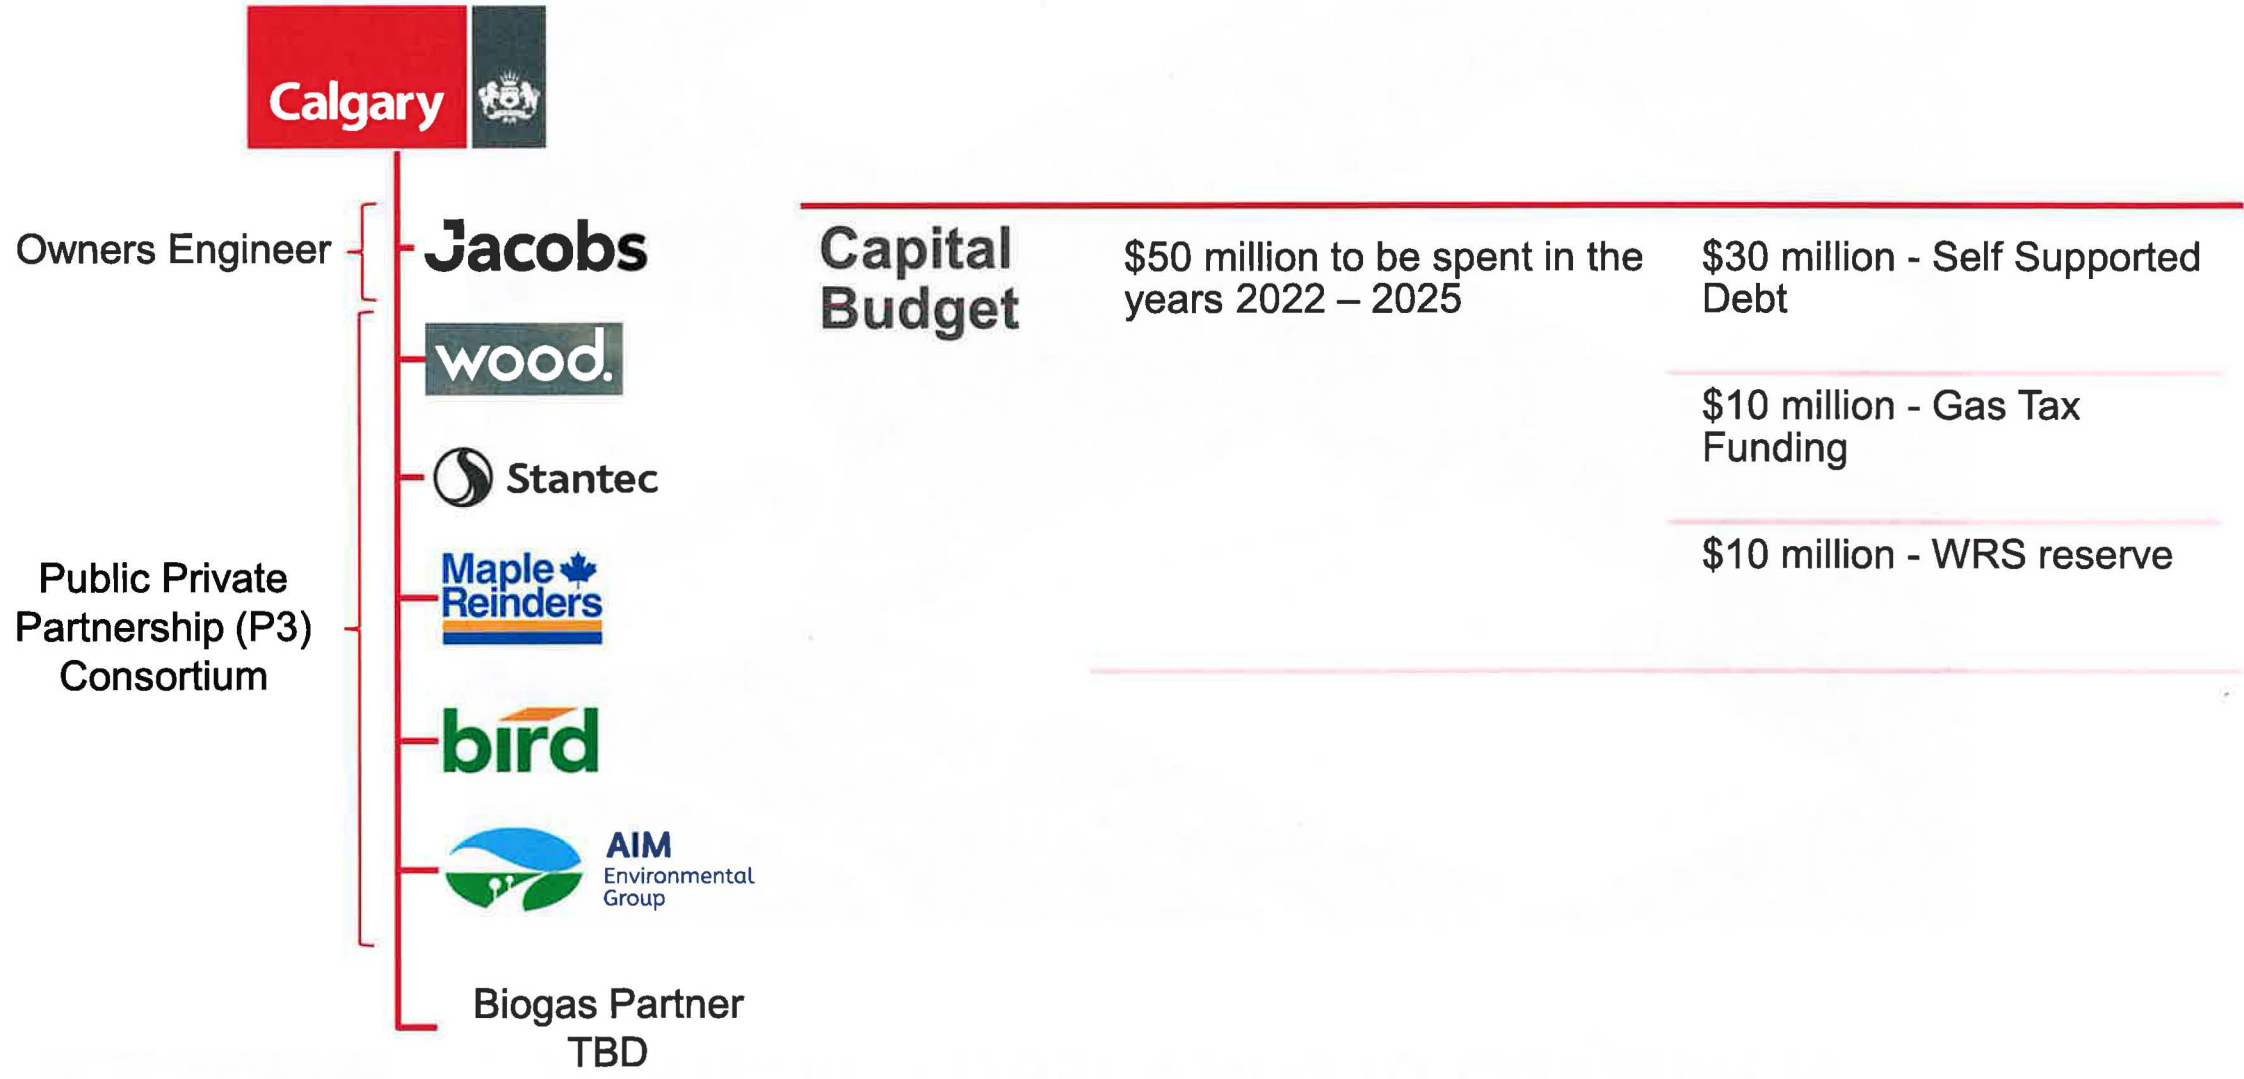 Calgary
Owners Engineer
Jacobs
wood.
Stantec
Public Private
Partnership (P3)
Consortium
Maple
Reinders
bird
AIM
Environmental
Group
Biogas Partner
TBD
Capital
Budget
$50 million to be spent in the
years 2022 – 2025
$30 million - Self Supported
Debt
$10 million - Gas Tax
Funding
$10 million - WRS reserve